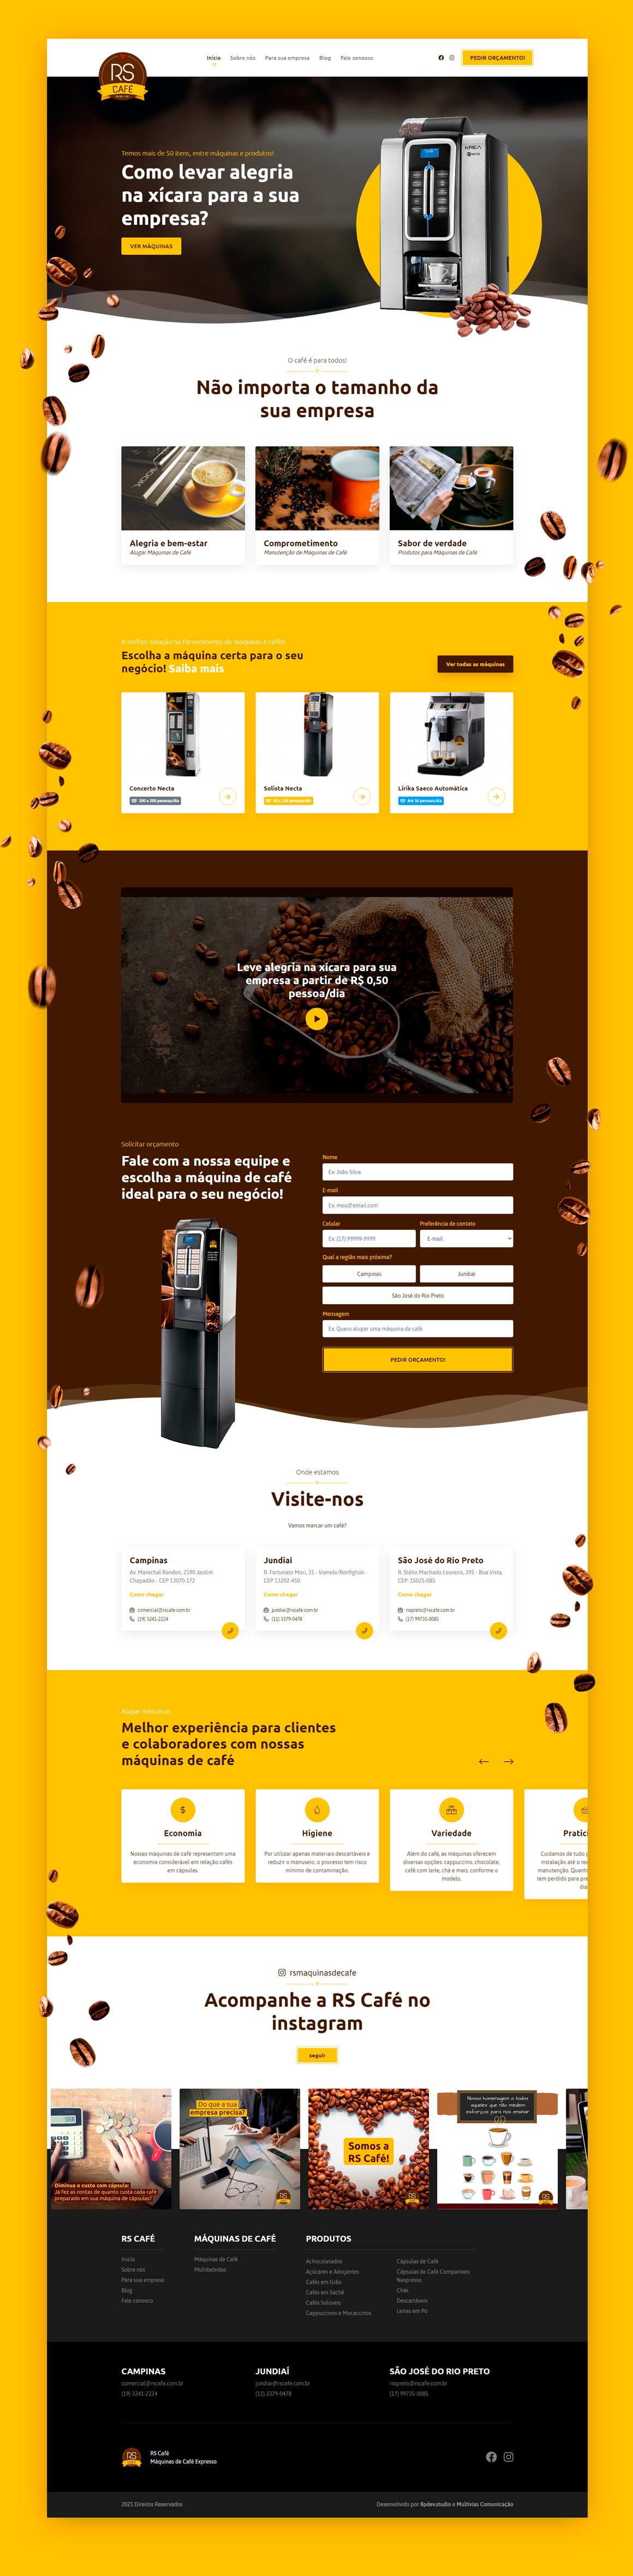 RS
CAFÉ
Início
Sobre nós
Para sua empresa
Blog
Fale conosco
PEDIR ORÇAMENTO!
Temos mais de 50 itens, entre máquinas e produtos!
Como levar alegria
na xícara para a sua
empresa?
VER MÁQUINAS
KREA
O café é para todos!
Não importa o tamanho da
sua empresa
Alegria e bem-estar
Alugar Máquinas de Café
Comprometimento
Manutenção de Máquinas de Café
Sabor de verdade
Produtos para Máquinas de Café
A melhor solução no fornecimento de máquinas e cafés!
Escolha a máquina certa para o seu
negócio! Saiba mais
Ver todas as máquinas
Concerto Necta
100 a 200 pessoas/dia
Solista Necta
Lirika Saeco Automática
Até 50 pessoas/dia
Leve alegria na xícara para sua
empresa a partir de R$ 0,50
pessoa/dia
Solicitar orçamento
Fale com a nossa equipe e
escolha a máquina de café
ideal para o seu negócio!
Nome
Ex: João Silva
E-mail
Ex: meu@email.com
Celular
Preferência de contato
Ex: (17) 99999-9999
E-mail
Qual a região mais próxima?
Campinas
Jundiaí
São José do Rio Preto
Mensagem
Ex: Quero alugar uma máquina de café
PEDIR ORÇAMENTO!
Onde estamos
Visite-nos
Vamos marcar um café?
Campinas
Av. Marechal Rondon, 2190 Jardim
Chapadão - CEP 13070-172
Como chegar
comercial@rscafe.com.br
(19) 3241-2224
Jundiaí
R. Fortunato Mori, 31 - Vianelo/Bonfiglioli -
CEP 13202-450
Como chegar
jundiai@rscafe.com.br
(11) 3379-0478
São José do Rio Preto
R. Stélio Machado Loureiro, 295 - Boa Vista,
CEP: 15025-085
Como chegar
riopreto@rscafe.com.br
(17) 99735-0085
Alugar máquinas
Melhor experiência para clientes
e colaboradores com nossas
máquinas de café
Economia
Nossas máquinas de café representam uma
economia considerável em relação cafés
em cápsulas.
Higiene
Por utilizar apenas materiais descartáveis e
reduzir o manuseio, o processo tem risco
mínimo de contaminação.
Variedade
Além do café, as máquinas oferecem
diversas opções: cappuccino, chocolate,
café com leite, chá e mais, conforme o
modelo.
Pratici
Cuidamos de tudo p
instalação até o rea
manutenção. Quanto
tem perdido para pre
dia
rsmaquinasdecafe
Acompanhe a RS Café no
instagram
seguir
Diminua o custo com cápsula:
Já fez as contas de quanto custa cada café
preparado em sua máquina de cápsulas?
Do que a sua
empresa precisa?
Somos a
RS Café!
Nossa homenagem a todos
aqueles que não medem
esforços para nos ensinar
RS CAFÉ
Início
Sobre nós
Para sua empresa
Blog
Fale conosco
MÁQUINAS DE CAFÉ
Máquinas de Café
Multibebidas
PRODUTOS
Achocolatados
Açúcares e Adoçantes
Cafés em Grão
Cafés em Sachê
Cafés Solúveis
Cappuccinos e Mocaccinos
Cápsulas de Café
Cápsulas de Café Compatíveis
Nespresso
Chás
Descartáveis
Leites em Pó
CAMPINAS
comercial@rscafe.com.br
(19) 3241-2224
JUNDIAÍ
jundiai@rscafe.com.br
(11) 3379-0478
SÃO JOSÉ DO RIO PRETO
riopreto@rscafe.com.br
(17) 99735-0085
RS
CAFÉ
RS Café
Máquinas de Café Expresso
2021 Direitos Reservados
Desenvolvido por 8pdev.studio e Multivias Comunicação